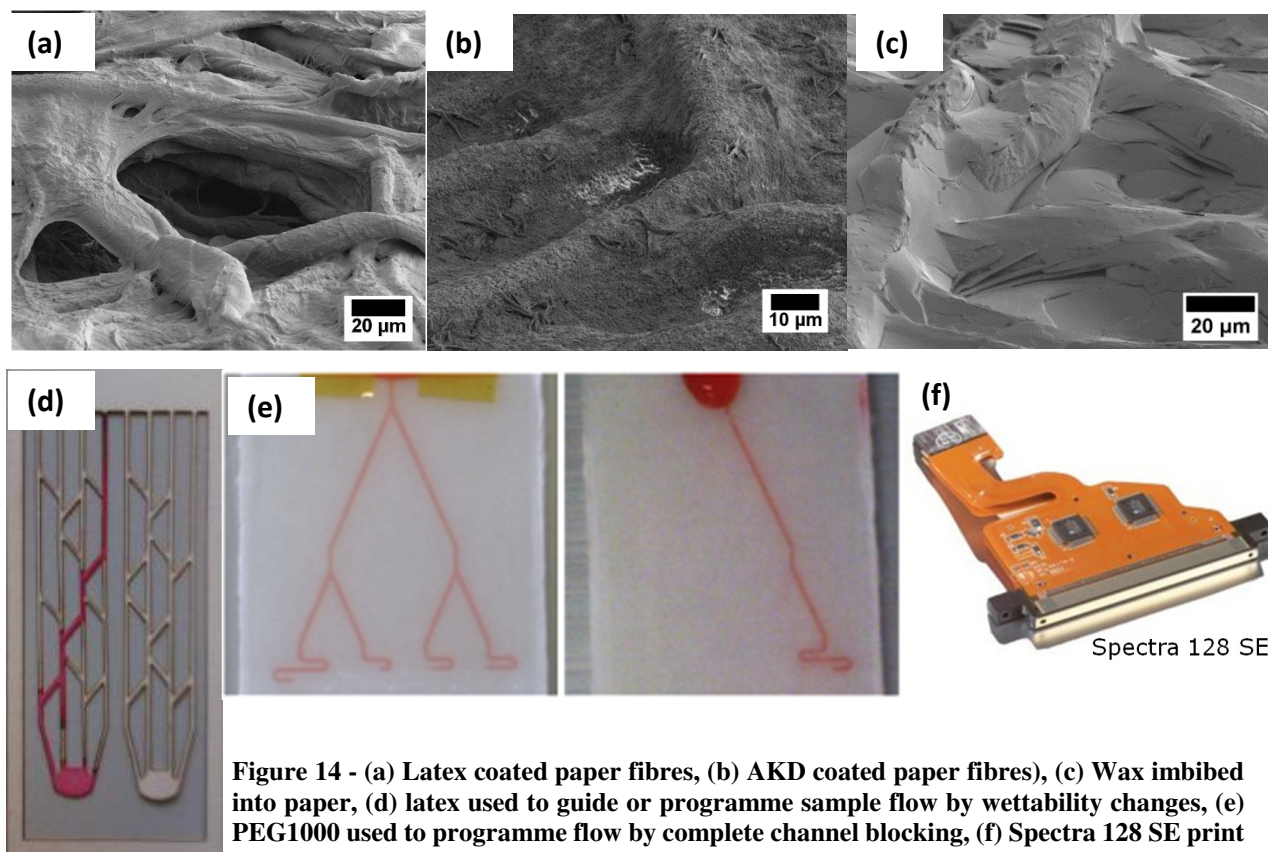 (a)
20 µm
(b)
10 µm
(c)
20 µm
(d)
(e)
(f)
Spectra 128 SE
Figure 14 - (a) Latex coated paper fibres, (b) AKD coated paper fibres), (c) Wax imbibed
into paper, (d) latex used to guide or programme sample flow by wettability changes, (e)
PEG1000 used to programme flow by complete channel blocking, (f) Spectra 128 SE print